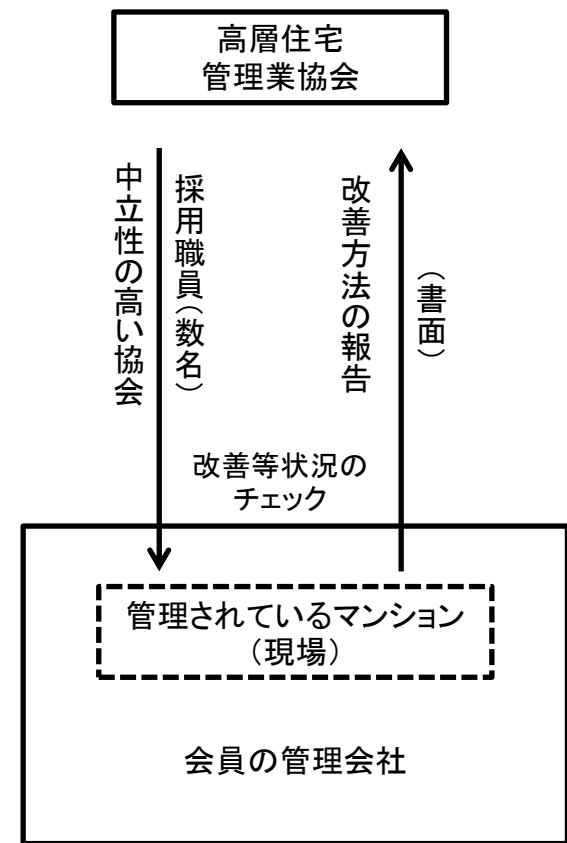 高層住宅
管理業協会
中立性の高い協会
採用職員（数名）
改善方法の報告
（書面）
改善等状況の
チェック
管理されているマンション
（現場）
会員の管理会社